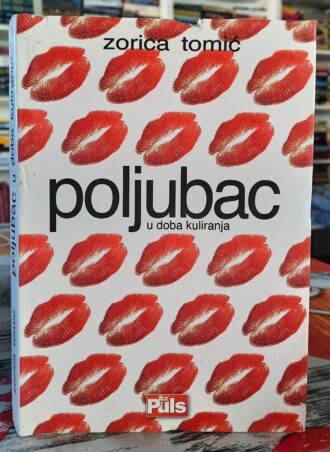 zorica tomić
poljubac
u doba kuliranja
Puls